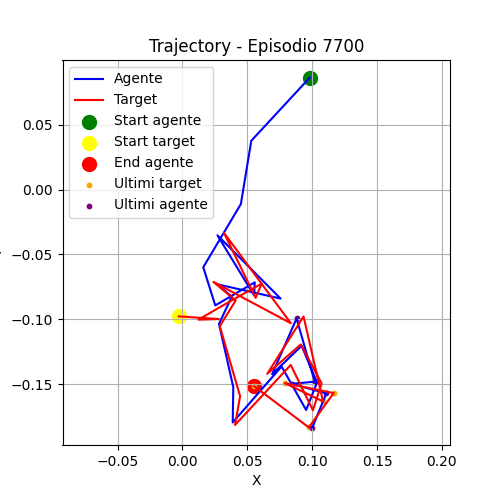 Trajectory - Episodio 7700
Agente
Target
Start agente
Start target
End agente
Ultimi target
Ultimi agente
0.05
0.00
−0.05
−0.10
−0.15
−0.05
0.00
0.05
0.10
0.15
0.20
X